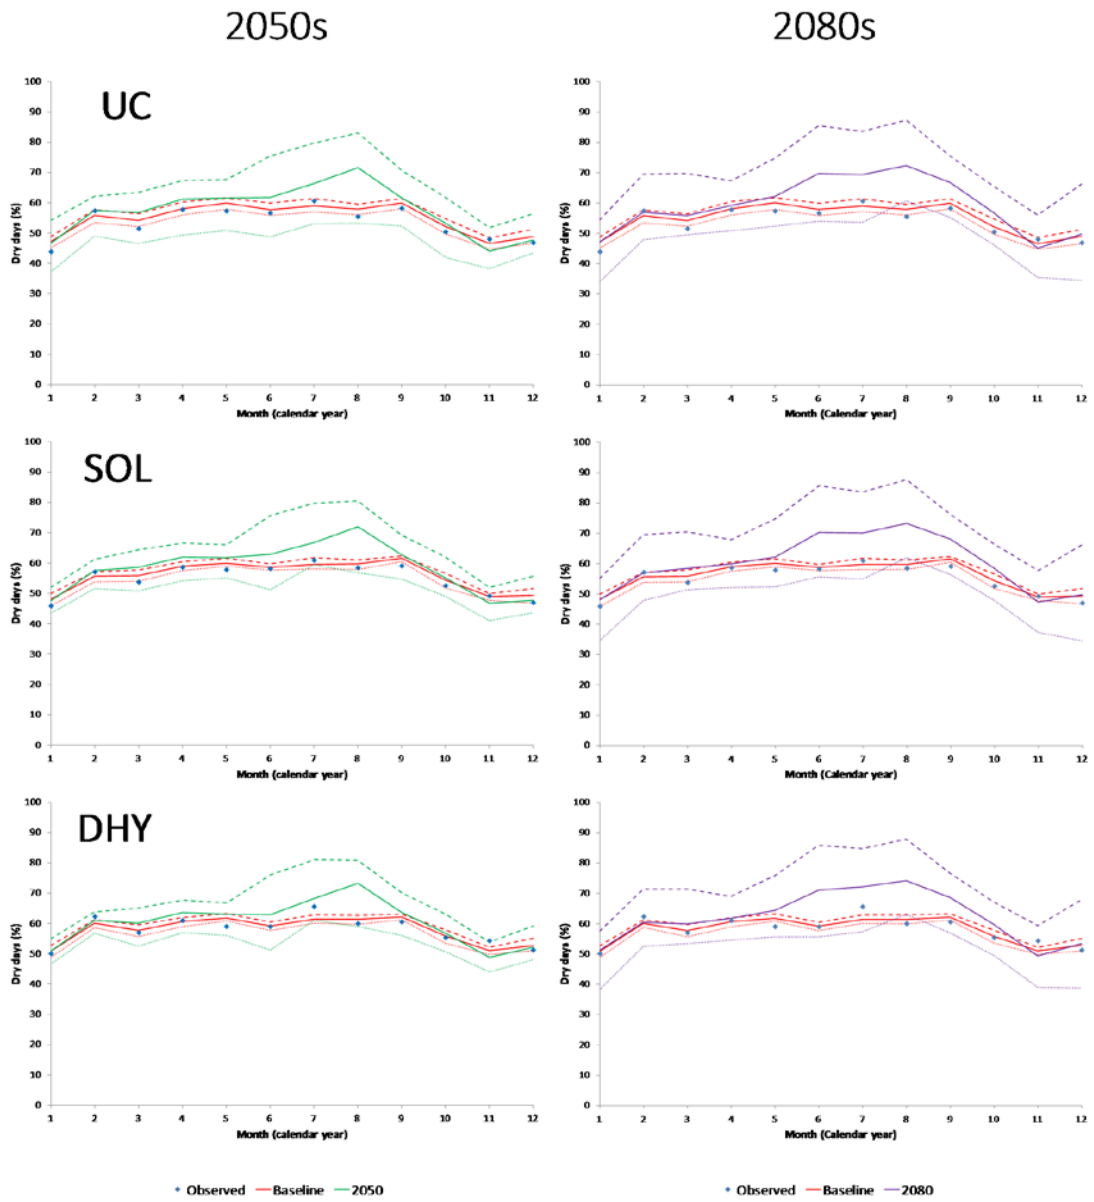 2050s
2080s
UC
Dry days (%)
100
90
80
70
60
50
40
30
20
10
0
1 2 3 4 5 6 7 8 9 10 11 12
Month (calendar year)
Dry days (%)
100
90
80
70
60
50
40
30
20
10
0
1 2 3 4 5 6 7 8 9 10 11 12
Month (Calendar year)
SOL
Dry days (%)
100
90
80
70
60
50
40
30
20
10
0
1 2 3 4 5 6 7 8 9 10 11 12
Month (calendar year)
Dry days (%)
100
90
80
70
60
50
40
30
20
10
0
1 2 3 4 5 6 7 8 9 10 11 12
Month (Calendar year)
DHY
Dry days (%)
100
90
80
70
60
50
40
30
20
10
0
1 2 3 4 5 6 7 8 9 10 11 12
Month (calendar year)
Dry days (%)
100
90
80
70
60
50
40
30
20
10
0
1 2 3 4 5 6 7 8 9 10 11 12
Month (Calendar year)
Observed Baseline 2050
Observed Baseline 2080